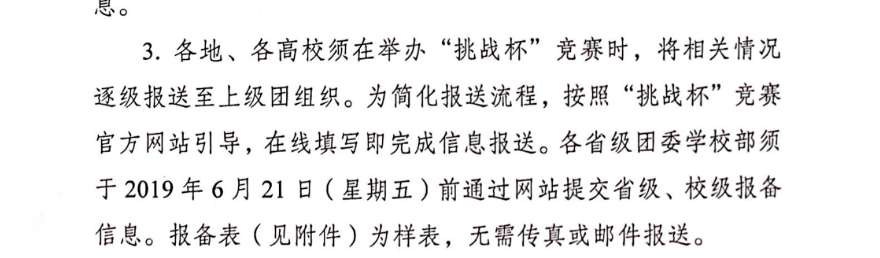 息。
3. 各地、各高校须在举办“挑战杯”竞赛时，将相关情况
逐级报送至上级团组织。为简化报送流程，按照“挑战杯”竞赛
官方网站引导，在线填写即完成信息报送。各省级团委学校部须
于 2019 年 6 月 21 日（星期五）前通过网站提交省级、校级报备
信息。报备表（见附件）为样表，无需传真或邮件报送。